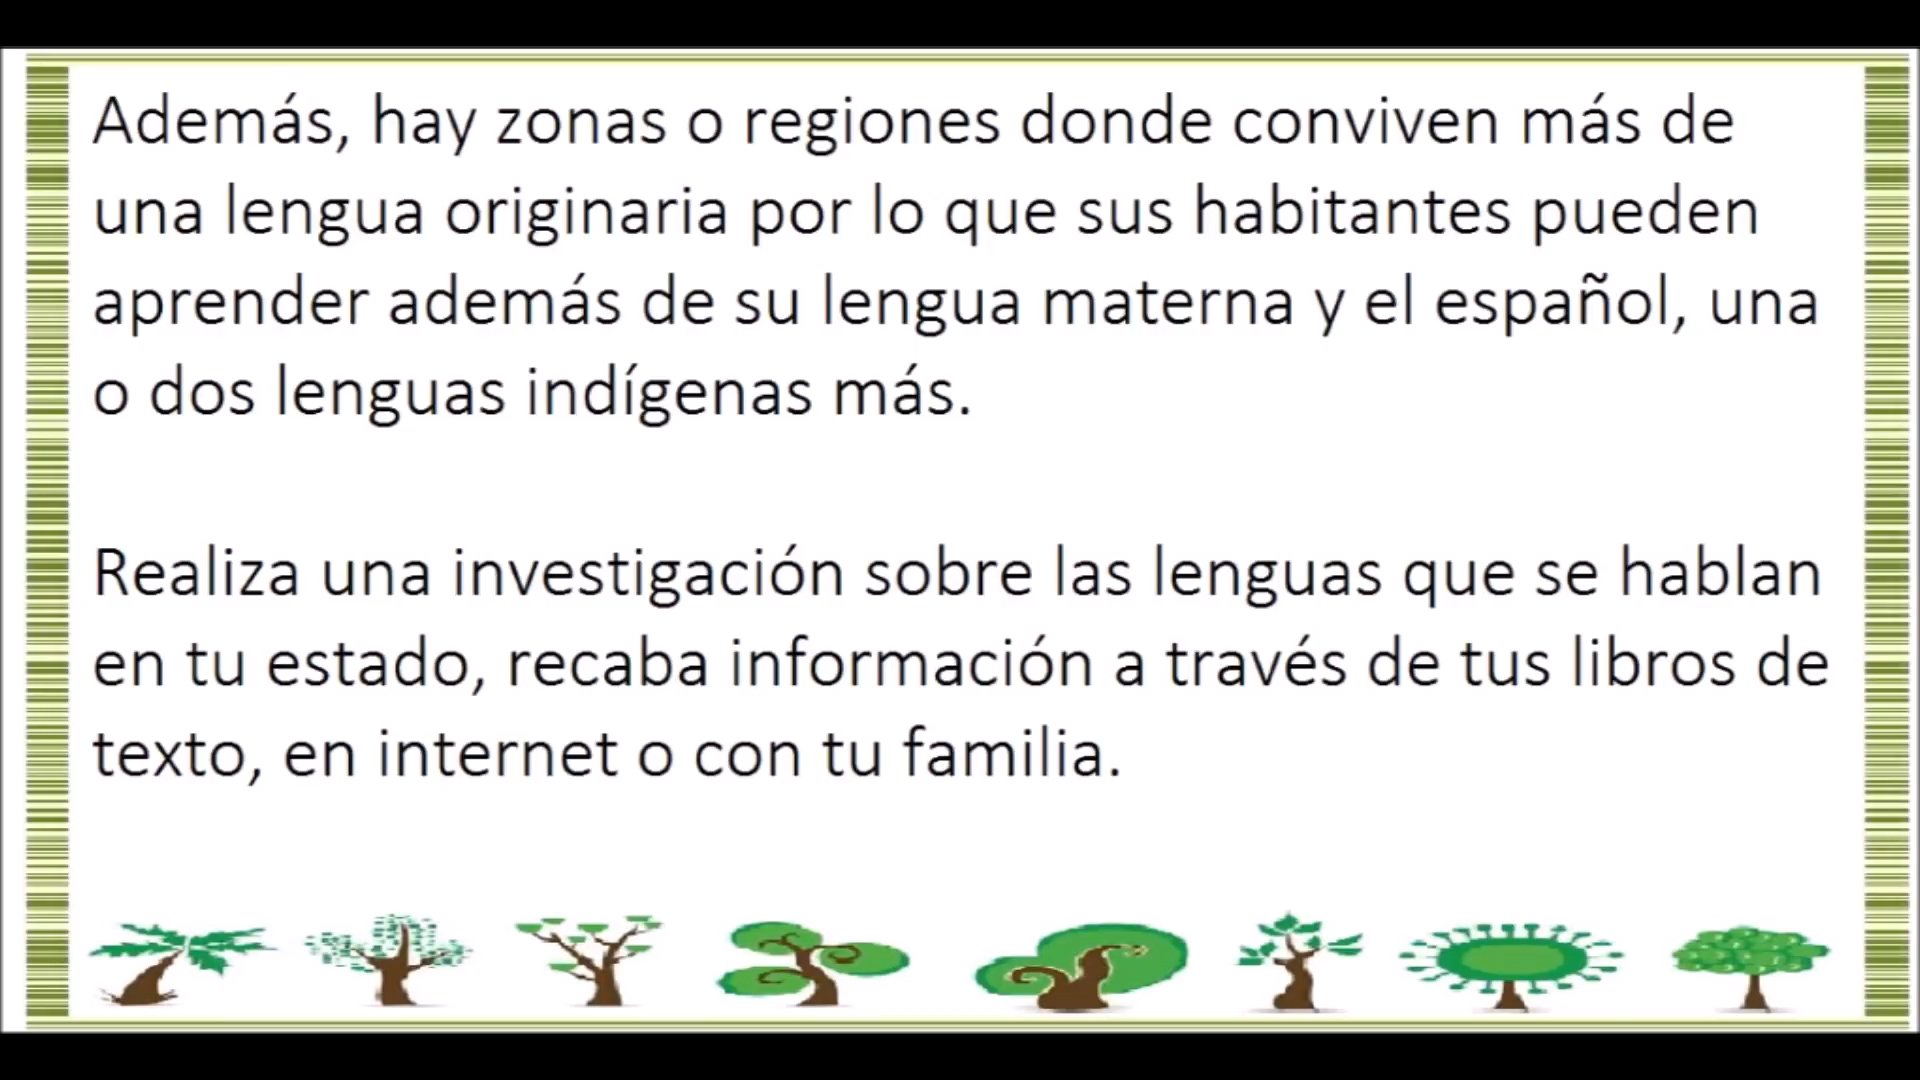 Además, hay zonas o regiones donde conviven más de
una lengua originaria por lo que sus habitantes pueden
aprender además de su lengua materna y el español, una
o dos lenguas indígenas más.
Realiza una investigación sobre las lenguas que se hablan
en tu estado, recaba información a través de tus libros de
texto, en internet o con tu familia.